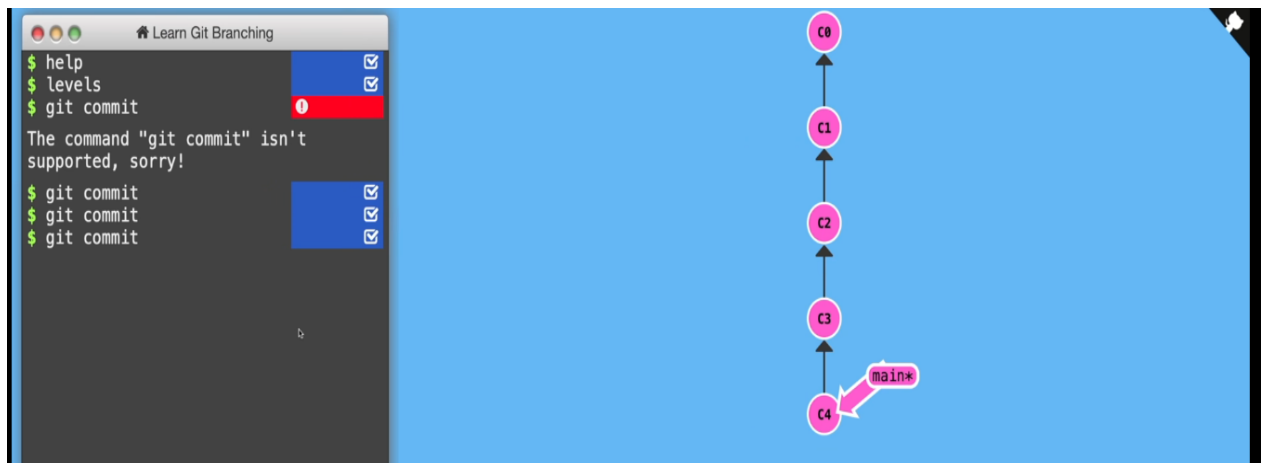 Learn Git Branching
$ help
$ levels
$ git commit
The command "git commit" isn't
supported, sorry!
$ git commit
$ git commit
$ git commit
C0
C1
C2
C3
main*
C4